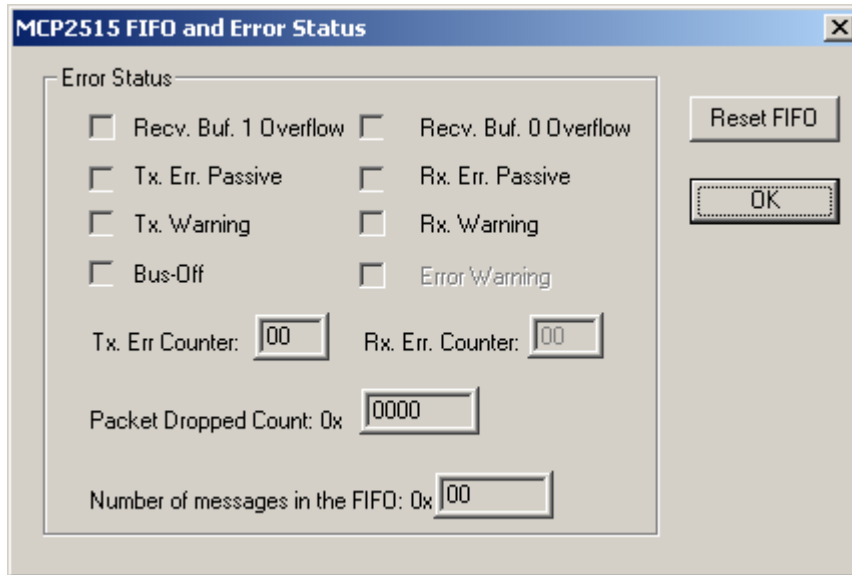 MCP2515 FIFO and Error Status
Error Status
Recv. Buf. 1 Overflow Recv. Buf. 0 Overflow
Reset FIFO
Tx. Err. Passive Rx. Err. Passive
OK
Tx. Warning Rx. Warning
Bus-Off Error Warning
Tx. Err Counter: 00 Rx. Err. Counter: 00
Packet Dropped Count: 0x 0000
Number of messages in the FIFO: 0x 00